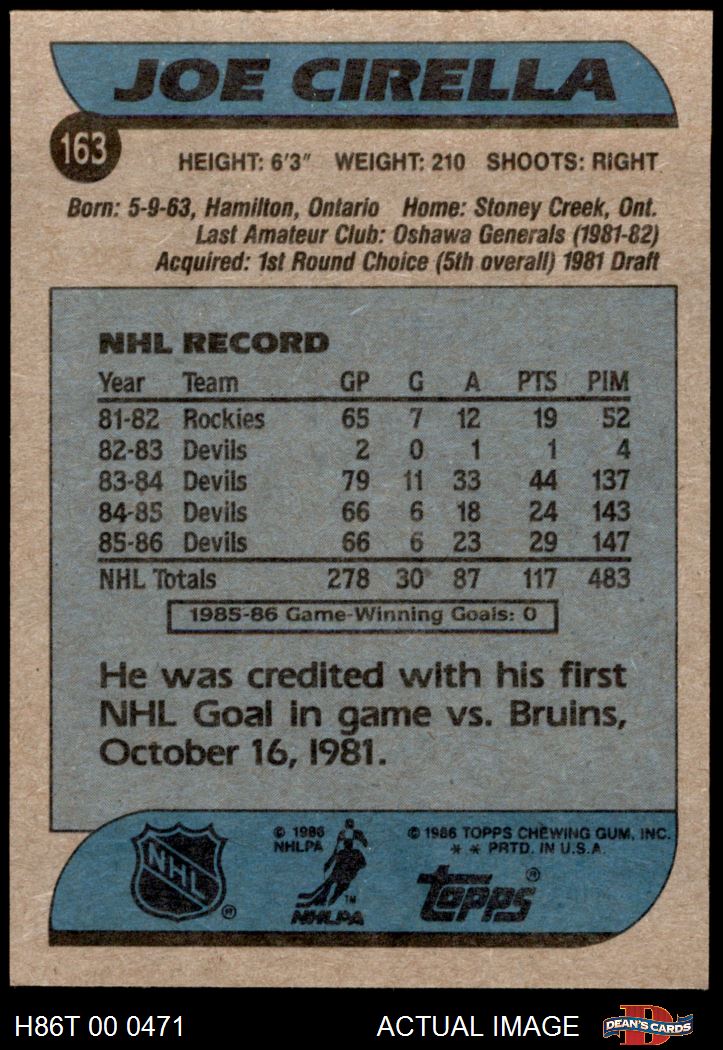 JOE CIRELLA
163
HEIGHT: 6'3" WEIGHT: 210 SHOOTS: RIGHT
Born: 5-9-63, Hamilton, Ontario Home: Stoney Creek, Ont.
Last Amateur Club: Oshawa Generals (1981-82)
Acquired: 1st Round Choice (5th overall) 1981 Draft
NHL RECORD
Year Team GP G A PTS PIM
81-82 Rockies 65 7 12 19 52
82-83 Devils 2 0 1 1 4
83-84 Devils 79 11 33 44 137
84-85 Devils 66 6 18 24 143
85-86 Devils 66 6 23 29 147
NHL Totals 278 30 87 117 483
1985-86 Game-Winning Goals: 0
He was credited with his first
NHL Goal in game vs. Bruins,
October 16, 1981.
NHL ®
© 1986
NHLPA
TM
NHLPA
© 1986 TOPPS CHEWING GUM, INC.
* * PRTD. IN U.S.A.
topps ®
H86T 00 0471 ACTUAL IMAGE
D
DEAN'S CARDS